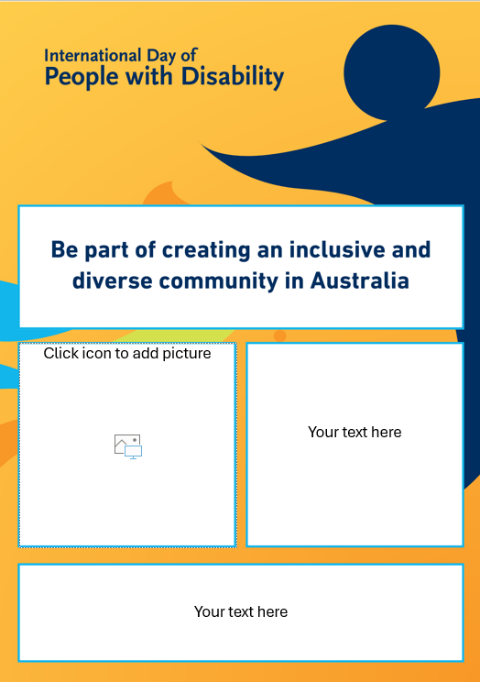 International Day of
People with Disability
Be part of creating an inclusive and
diverse community in Australia
Click icon to add picture
Your text here
Your text here